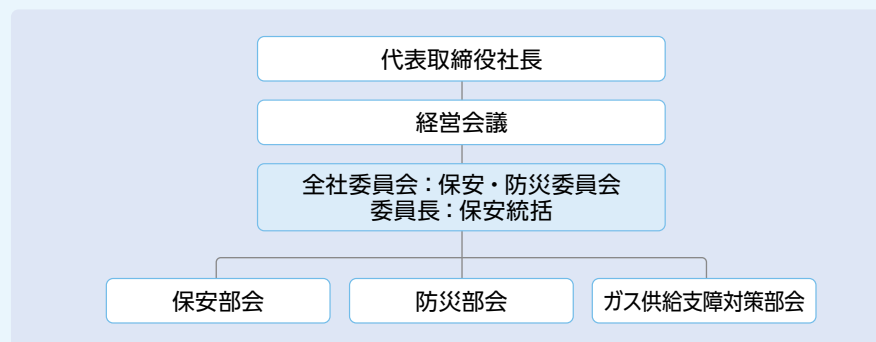 代表取締役社長
経営会議
全社委員会：保安・防災委員会
委員長：保安統括
保安部会
防災部会
ガス供給支障対策部会